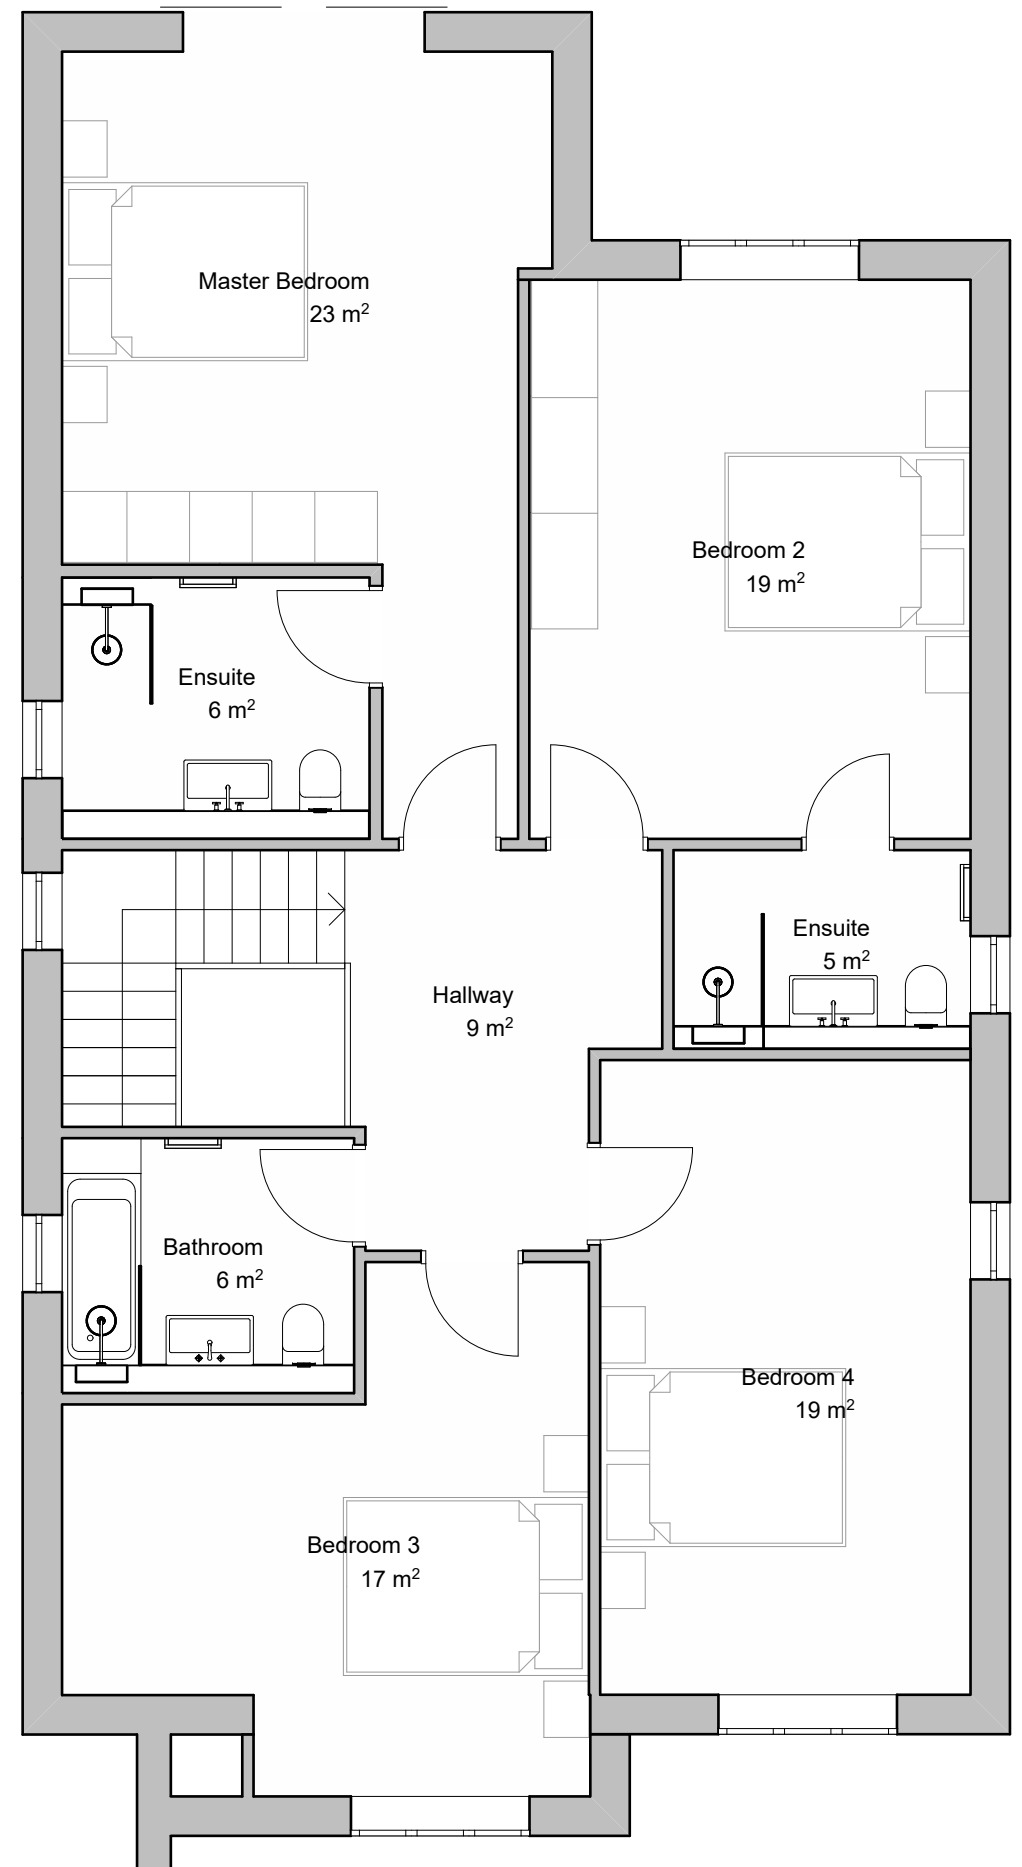 Master Bedroom
23 m²
Bedroom 2
19 m²
Ensuite
6 m²
Ensuite
5 m²
Hallway
9 m²
Bathroom
6 m²
Bedroom 4
19 m²
Bedroom 3
17 m²